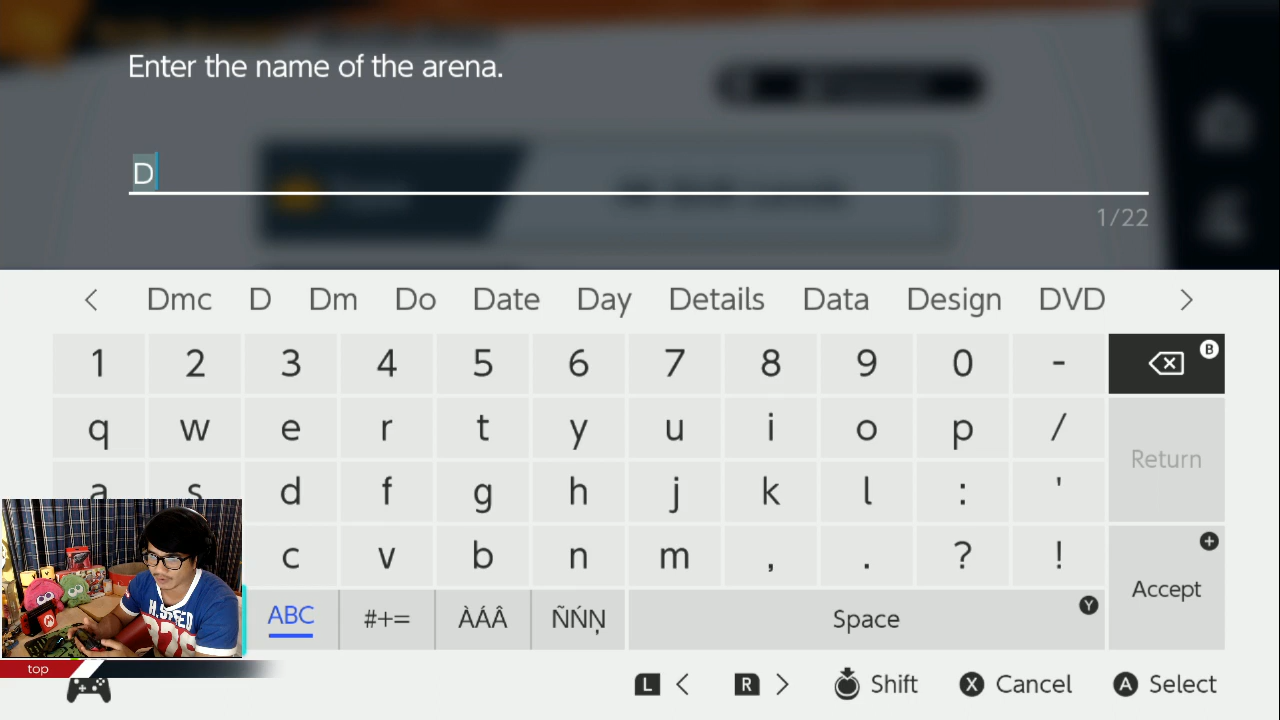 Enter the name of the arena.
D
1/22
Dmc D Dm Do Date Day Details Data Design DVD
1 2 3 4 5 6 7 8 9 0 - B
q w e r t y u i o p /
Return
a s d f g h j k l : '
c v b n m , . ? ! +
Accept
ABC #+= ÀÁÂ ÑŃŅ Space Y
top
L R Shift X Cancel A Select